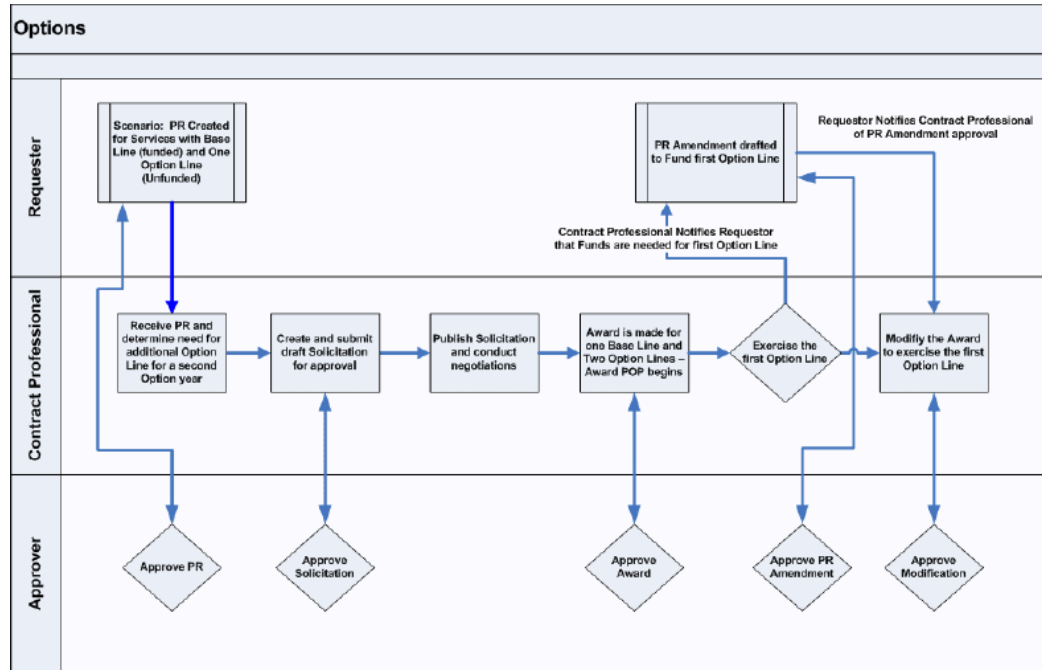 Options
Requester
Scenario:  PR Created
for Services with Base
Line (funded) and One
Option Line
(Unfunded)
PR Amendment drafted
to Fund first Option Line
Requestor Notifies Contract Professional
of PR Amendment approval
Contract Professional Notifies Requestor
that Funds are needed for first Option Line
Contract Professional
Receive PR and
determine need for
additional Option
Line for a second
Option year
Create and submit
draft Solicitation
for approval
Publish Solicitation
and conduct
negotiations
Award is made for
one Base Line and
Two Option Lines –
Award POP begins
Exercise the
first Option Line
Modifiy the Award
to exercise the first
Option Line
Approver
Approve PR
Approve
Solicitation
Approve
Award
Approve PR
Amendment
Approve
Modification